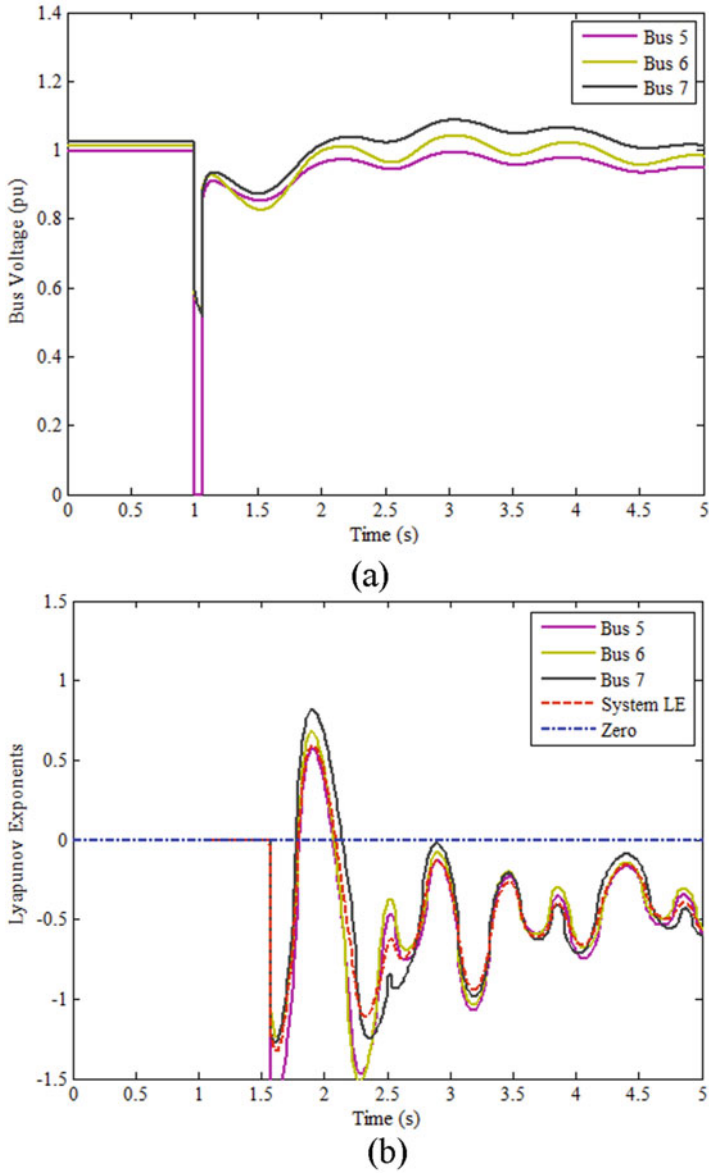 1.4
1.2
1
0.8
0.6
0.4
0.2
0
Bus Voltage (pu)
Bus 5
Bus 6
Bus 7
0 0.5 1 1.5 2 2.5 3 3.5 4 4.5 5
Time (s)
(a)
1.5
1
0.5
0
-0.5
-1
-1.5
Lyapunov Exponents
Bus 5
Bus 6
Bus 7
System LE
Zero
0 0.5 1 1.5 2 2.5 3 3.5 4 4.5 5
Time (s)
(b)